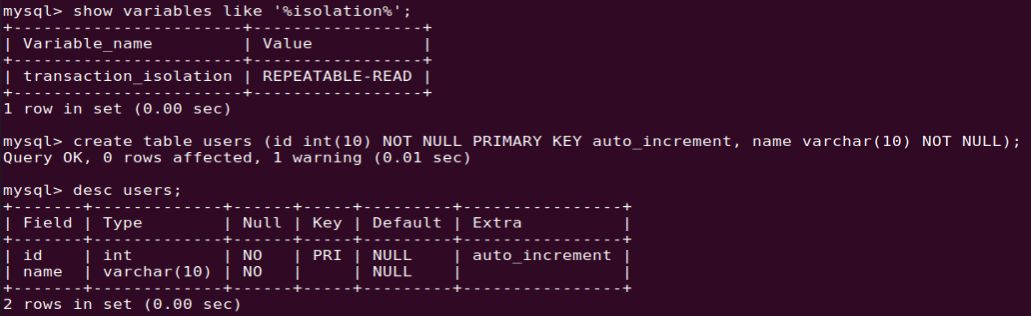 mysql> show variables like '%isolation%';
+-----------------------+-----------------+
| Variable_name         | Value           |
+-----------------------+-----------------+
| transaction_isolation | REPEATABLE-READ |
+-----------------------+-----------------+
1 row in set (0.00 sec)
mysql> create table users (id int(10) NOT NULL PRIMARY KEY auto_increment, name varchar(10) NOT NULL);
Query OK, 0 rows affected, 1 warning (0.01 sec)
mysql> desc users;
+-------+-------------+------+-----+---------+----------------+
| Field | Type        | Null | Key | Default | Extra          |
+-------+-------------+------+-----+---------+----------------+
| id    | int         | NO   | PRI | NULL    | auto_increment |
| name  | varchar(10) | NO   |     | NULL    |                |
+-------+-------------+------+-----+---------+----------------+
2 rows in set (0.00 sec)